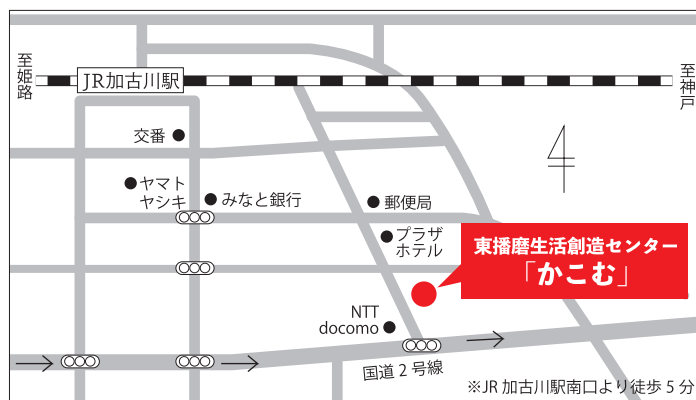 至姫路
JR加古川駅
至神戸
交番
ヤマト
ヤシキ
みなと銀行
郵便局
プラザ
ホテル
東播磨生活創造センター
「かこむ」
NTT
docomo
国道2号線
※JR加古川駅南口より徒歩5分